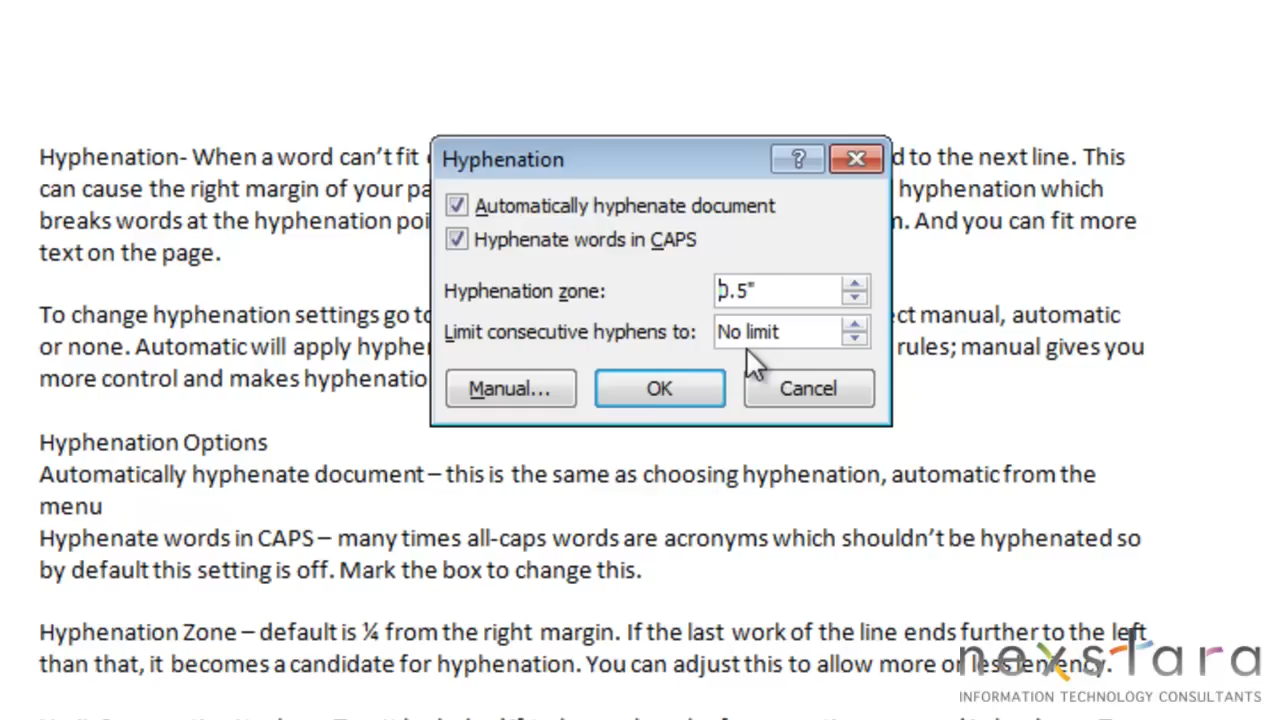 Hyphenation- When a word can't fit
d to the next line. This
can cause the right margin of your pa
hyphenation which
breaks words at the hyphenation poi
n. And you can fit more
text on the page.
Hyphenation
Automatically hyphenate document
Hyphenate words in CAPS
Hyphenation zone: 0.5"
Limit consecutive hyphens to: No limit
Manual... OK Cancel
To change hyphenation settings go to
ct manual, automatic
or none. Automatic will apply hyphe
rules; manual gives you
more control and makes hyphenatio
Hyphenation Options
Automatically hyphenate document – this is the same as choosing hyphenation, automatic from the
menu
Hyphenate words in CAPS – many times all-caps words are acronyms which shouldn't be hyphenated so
by default this setting is off. Mark the box to change this.
Hyphenation Zone – default is ¼ from the right margin. If the last work of the line ends further to the left
than that, it becomes a candidate for hyphenation. You can adjust this to allow more or less leniency.
nexstara
INFORMATION TECHNOLOGY CONSULTANTS